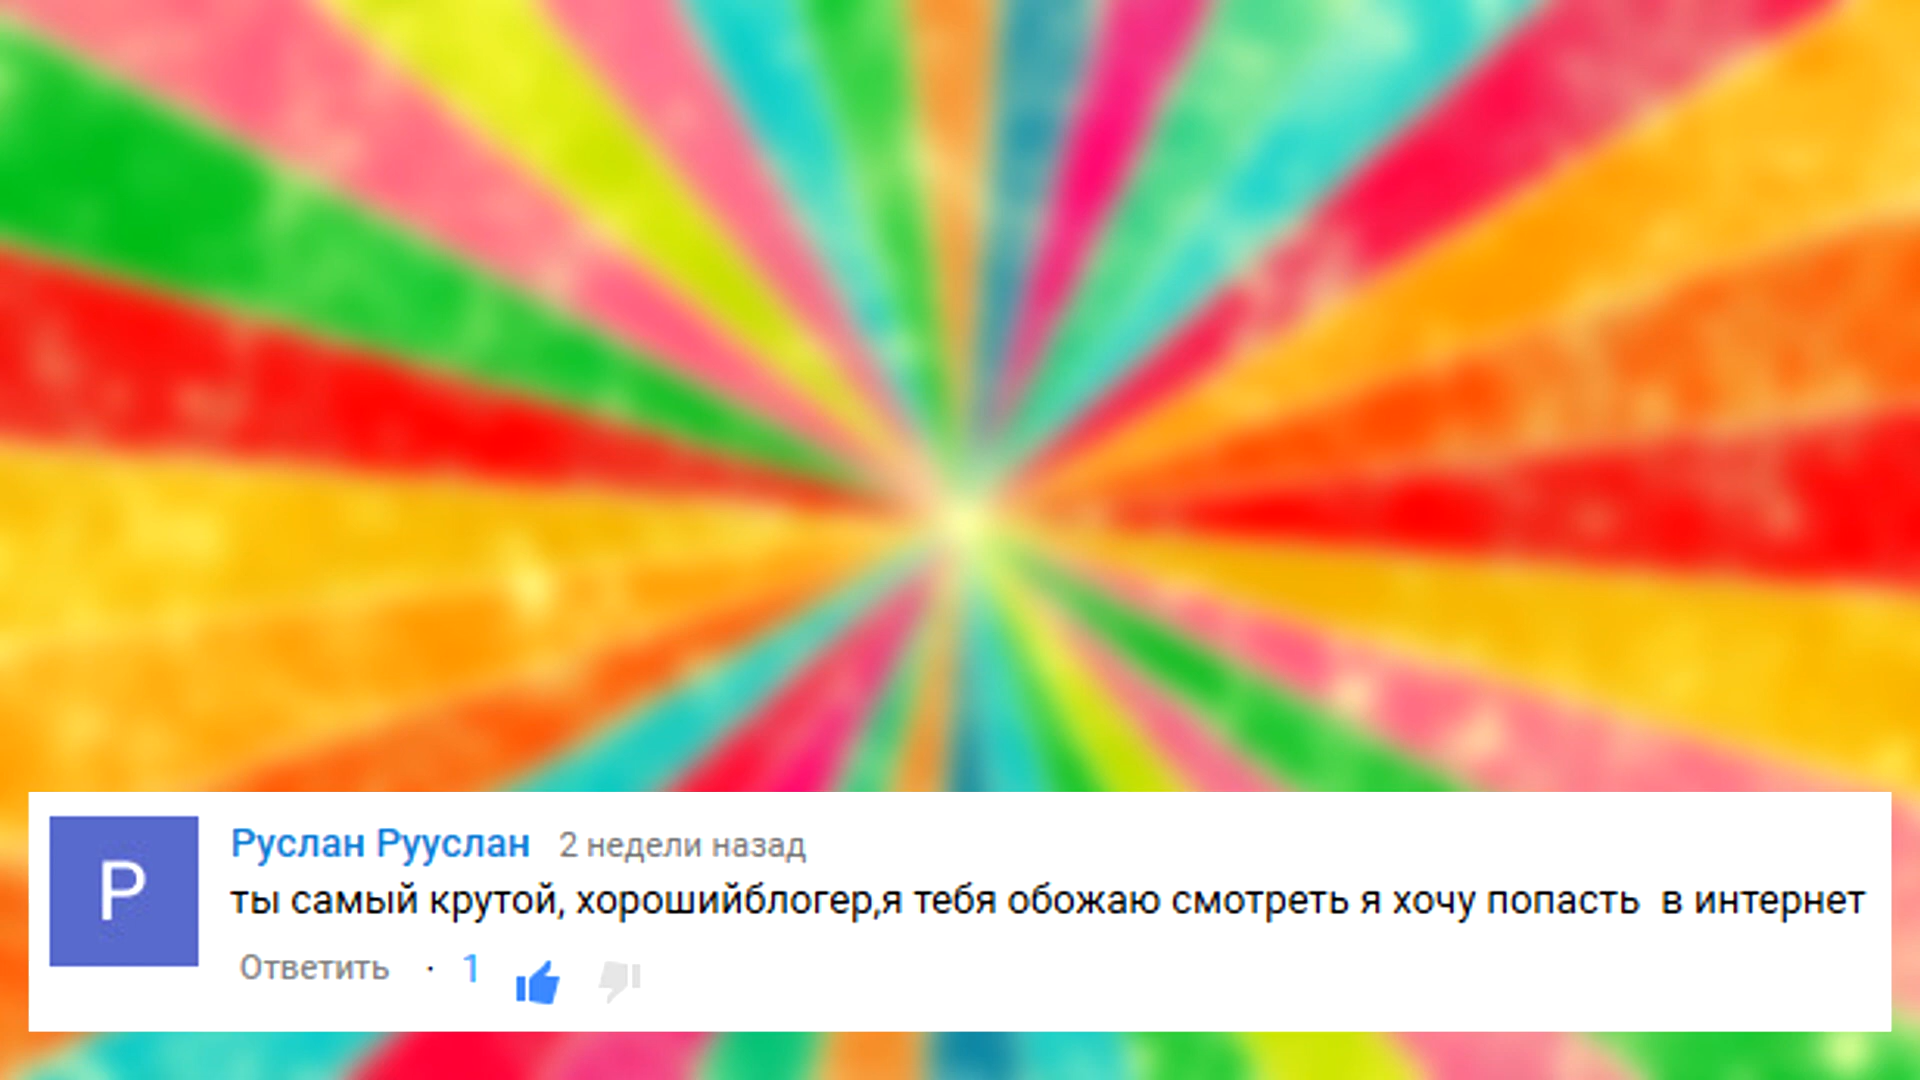 Р
Руслан Рууслан 2 недели назад
ты самый крутой, хорошийблогер,я тебя обожаю смотреть я хочу попасть  в интернет
Ответить · 1